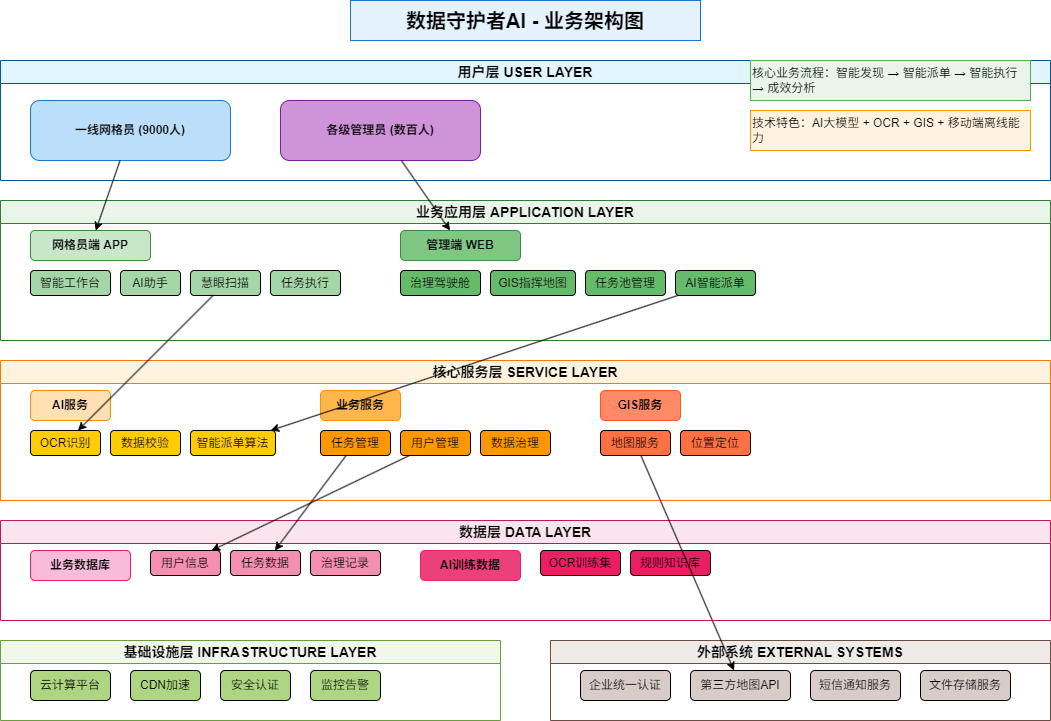 数据守护者AI - 业务架构图
用户层 USER LAYER
核心业务流程：智能发现 → 智能派单 → 智能执行
→ 成效分析
技术特色：AI大模型 + OCR + GIS + 移动端离线能
力
一线网格员 (9000人)
各级管理员 (数百人)
业务应用层 APPLICATION LAYER
网格员端 APP
管理端 WEB
智能工作台
AI助手
慧眼扫描
任务执行
治理驾驶舱
GIS指挥地图
任务池管理
AI智能派单
核心服务层 SERVICE LAYER
AI服务
业务服务
GIS服务
OCR识别
数据校验
智能派单算法
任务管理
用户管理
数据治理
地图服务
位置定位
数据层 DATA LAYER
业务数据库
用户信息
任务数据
治理记录
AI训练数据
OCR训练集
规则知识库
基础设施层 INFRASTRUCTURE LAYER
云计算平台
CDN加速
安全认证
监控告警
外部系统 EXTERNAL SYSTEMS
企业统一认证
第三方地图API
短信通知服务
文件存储服务